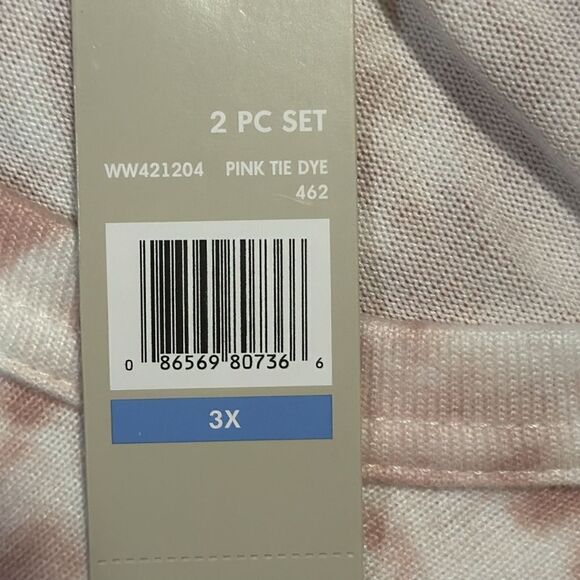 2 PC SET
WW421204 PINK TIE DYE
462
0 86569 80736 6
3X